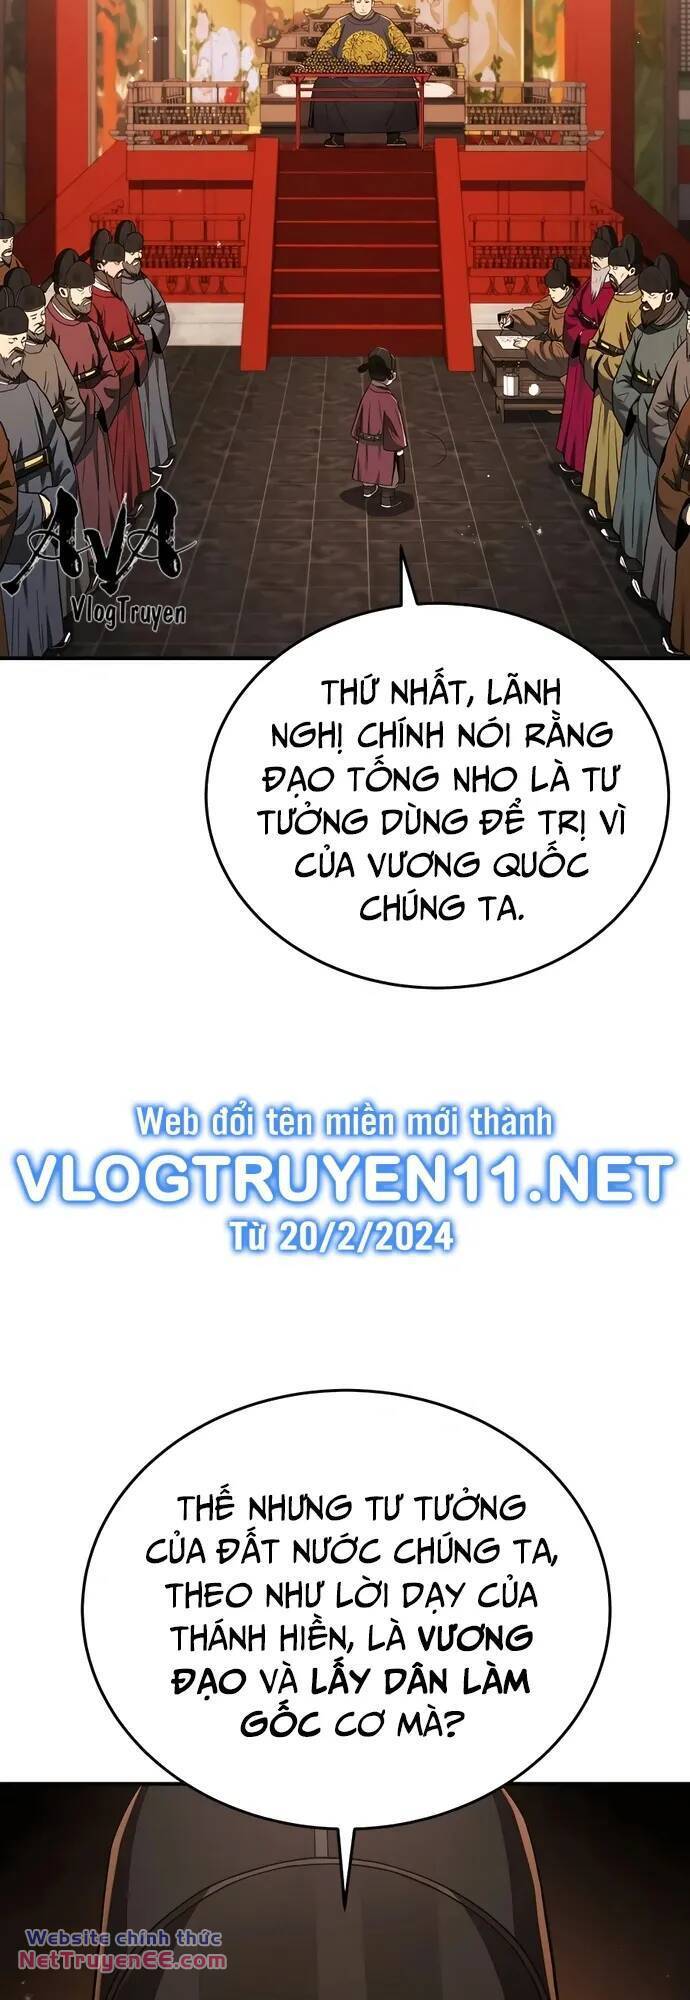 AVA
VlogTruyen
THỨ NHẤT, LÃNH
NGHỊ CHÍNH NÓI RẰNG
ĐẠO TỐNG NHO LÀ TƯ
TƯỞNG DÙNG ĐỂ TRỊ VÌ
CỦA VƯƠNG QUỐC
CHÚNG TA.
Web đổi tên miền mới thành
VLOGTRUYEN11.NET
Từ 20/2/2024
THẾ NHƯNG TƯ TƯỞNG
CỦA ĐẤT NƯỚC CHÚNG TA,
THEO NHƯ LỜI DẠY CỦA
THÁNH HIỀN, LÀ VƯƠNG
ĐẠO VÀ LẤY DÂN LÀM
GỐC CƠ MÀ?
Website chính thức
NetTruyenEE.com